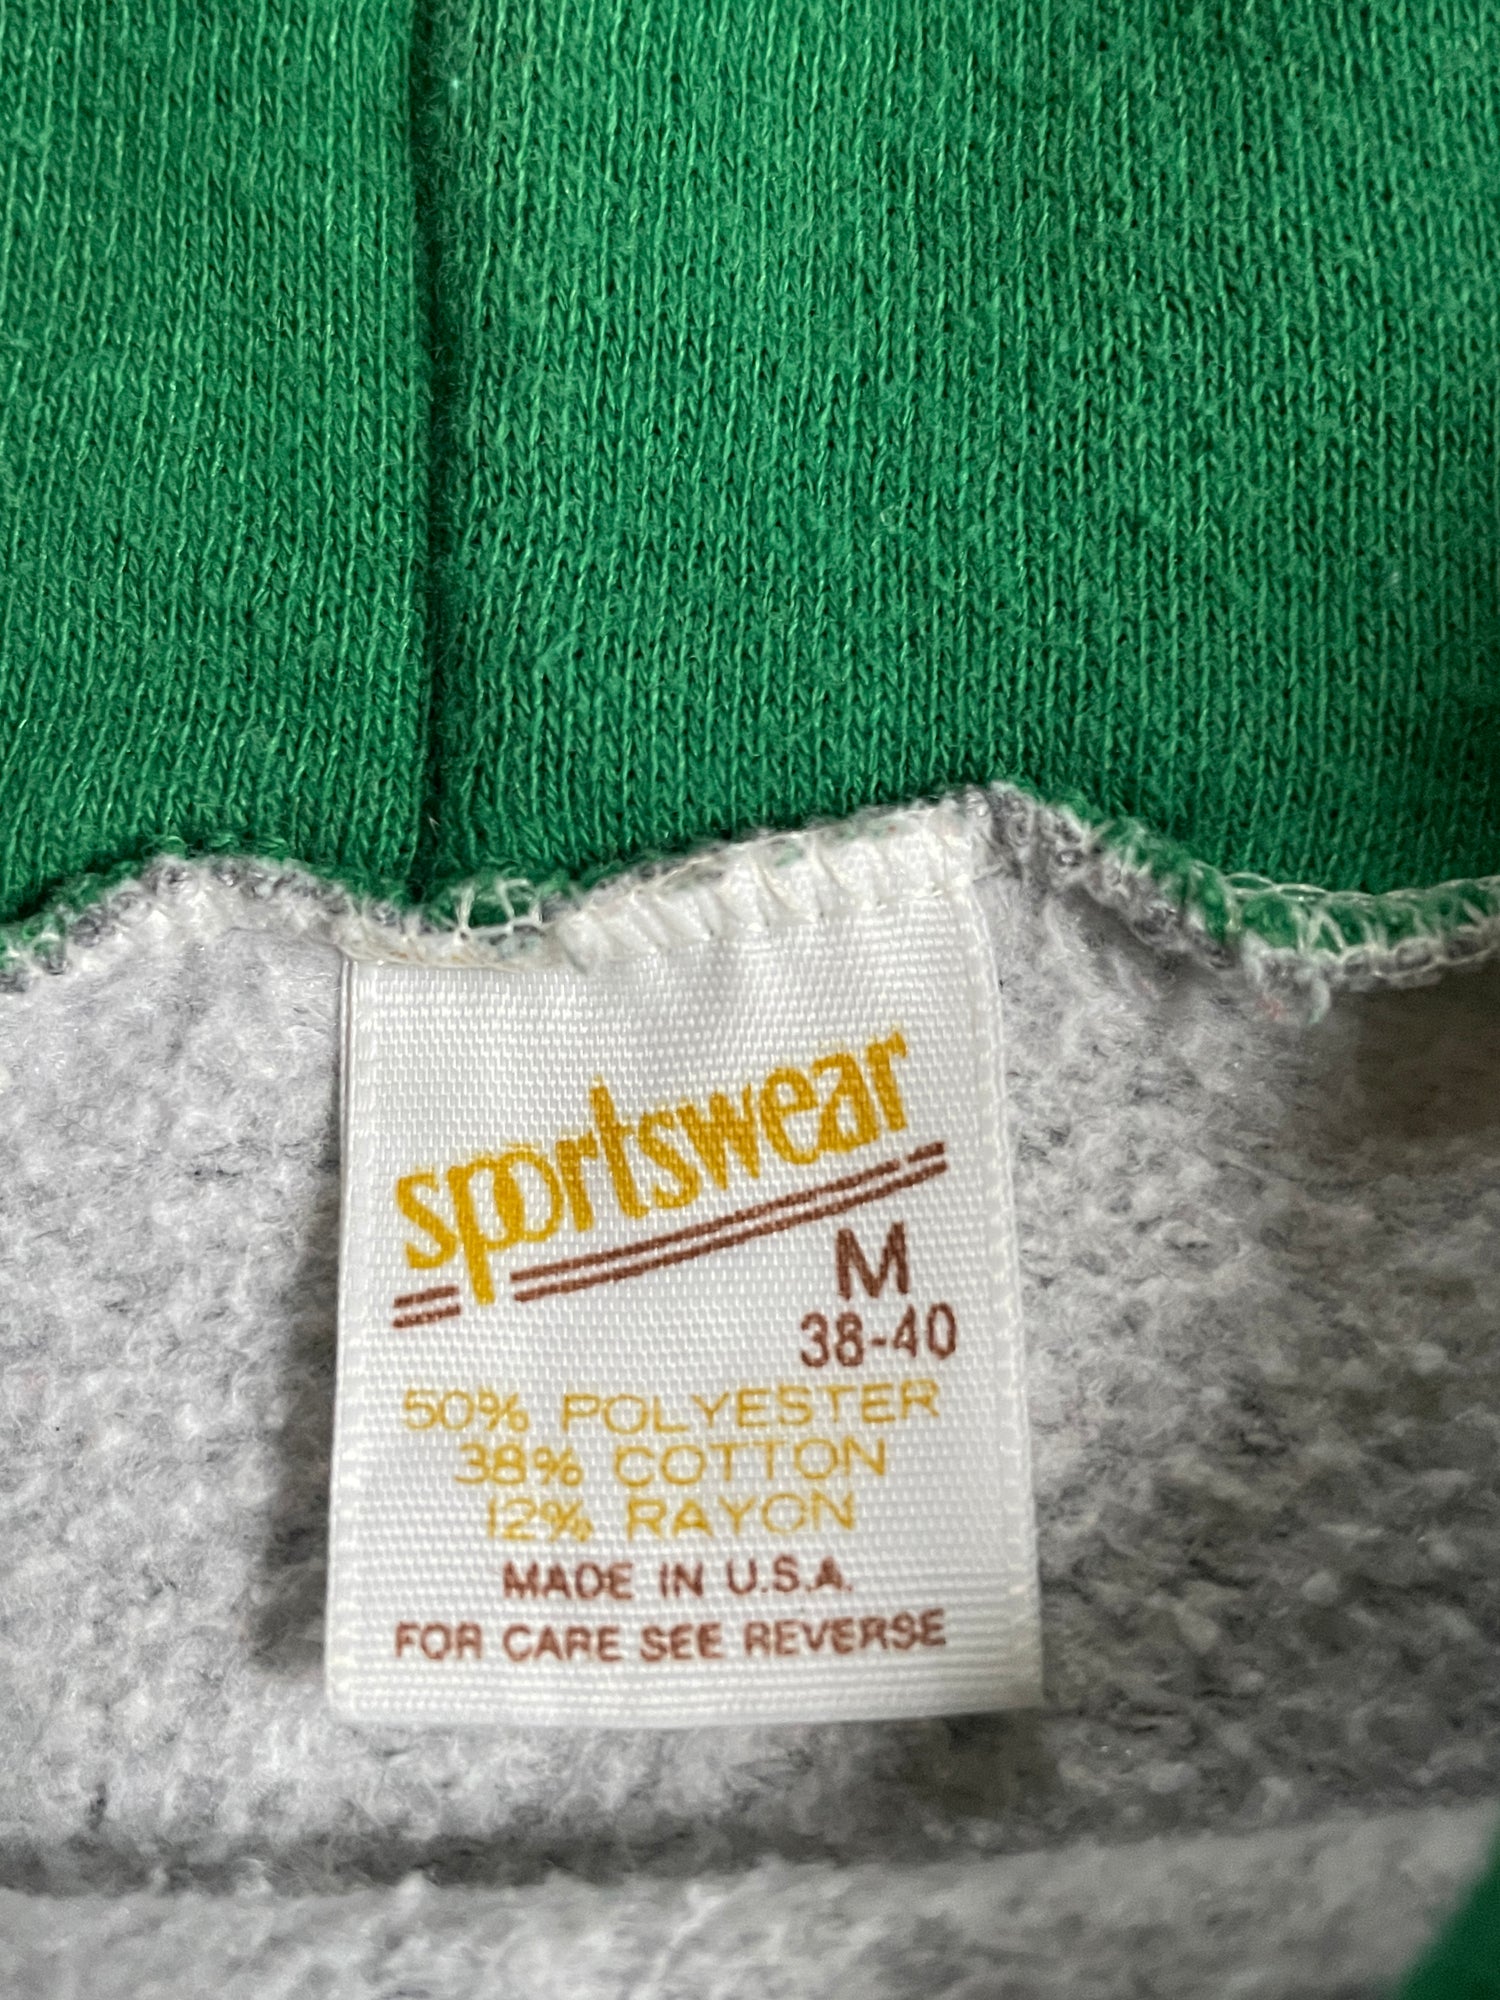 sportswear
M
38-40
50% POLYESTER
38% COTTON
12% RAYON
MADE IN U.S.A.
FOR CARE SEE REVERSE